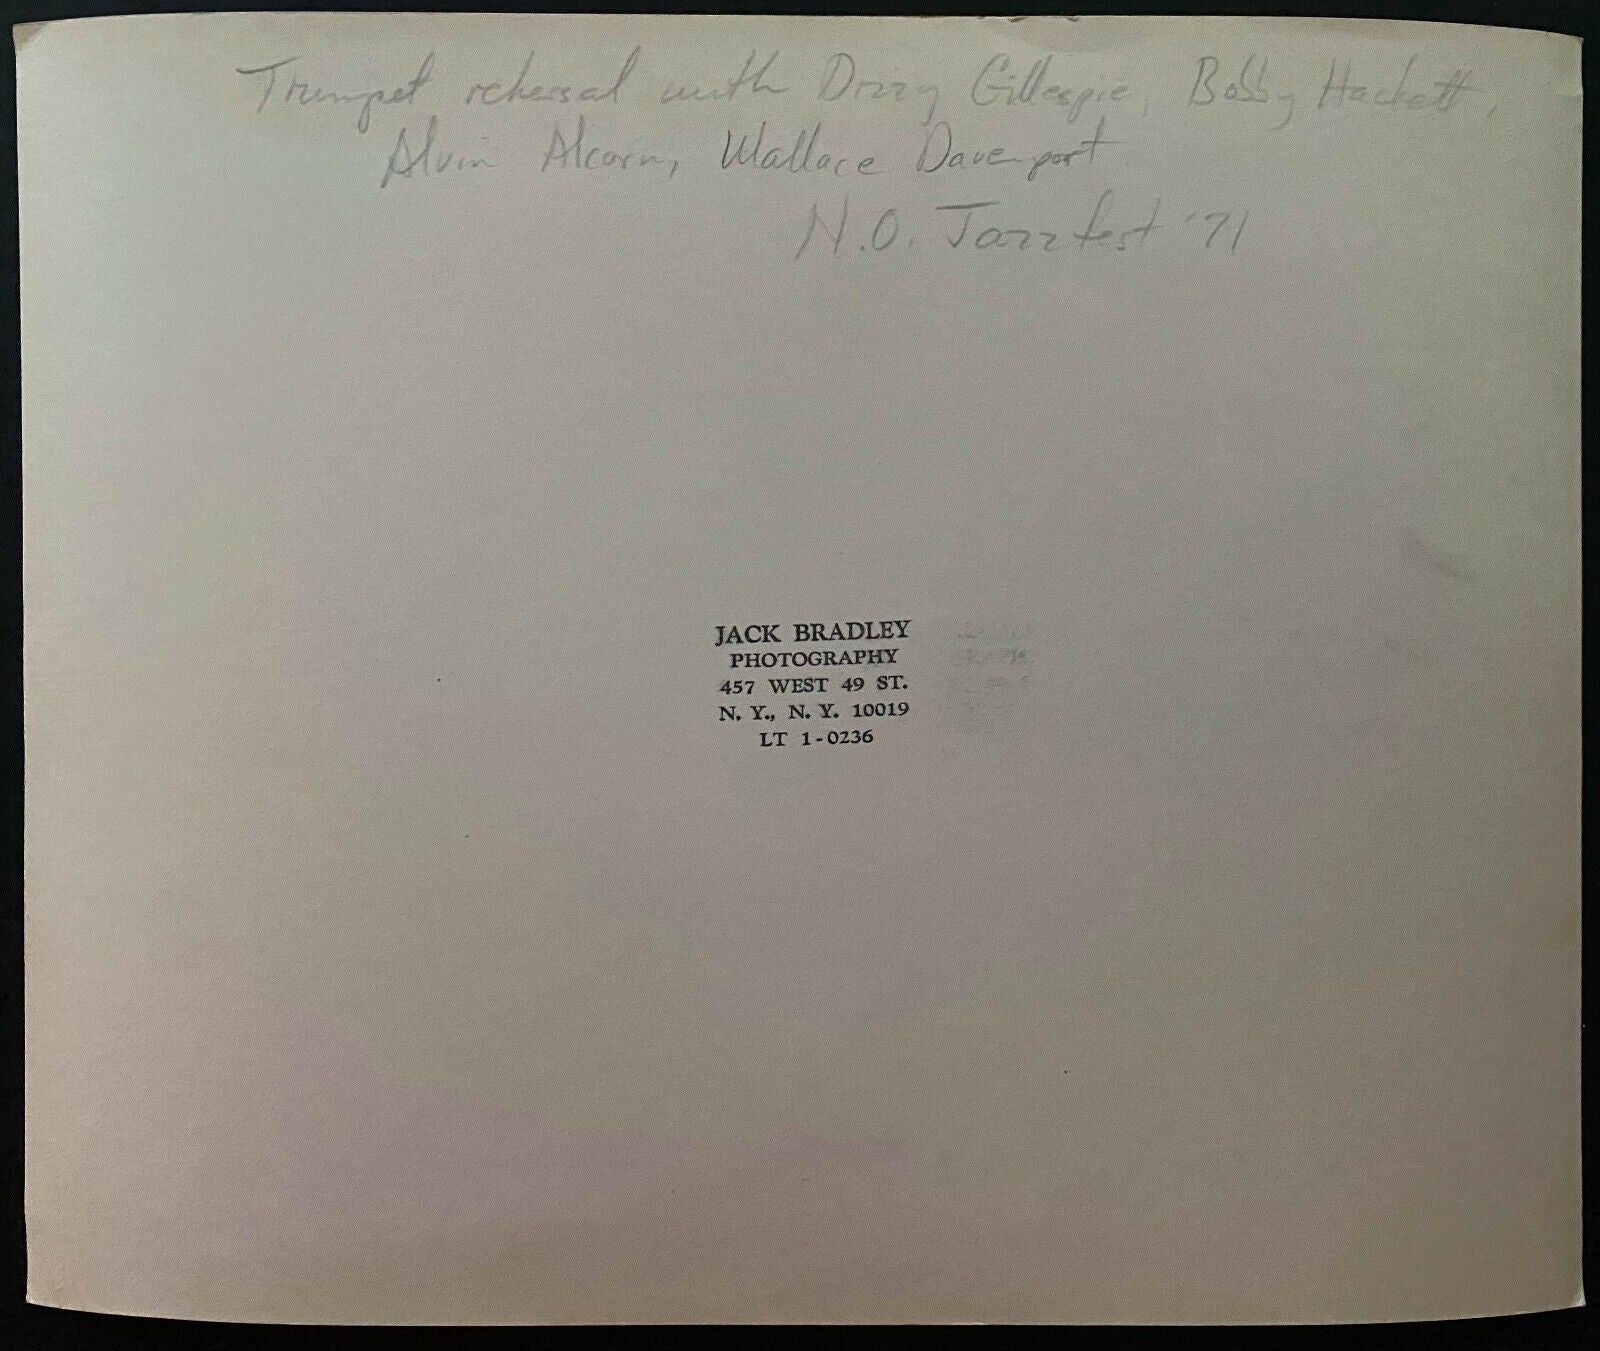 Trumpet rehersal with Dizzy Gillespie, Bobby Hackett,
Alvin Alcorn, Wallace Davenport
N.O. Jazzfest '71
JACK BRADLEY
PHOTOGRAPHY
457 WEST 49 ST.
N. Y., N. Y. 10019
LT 1-0236